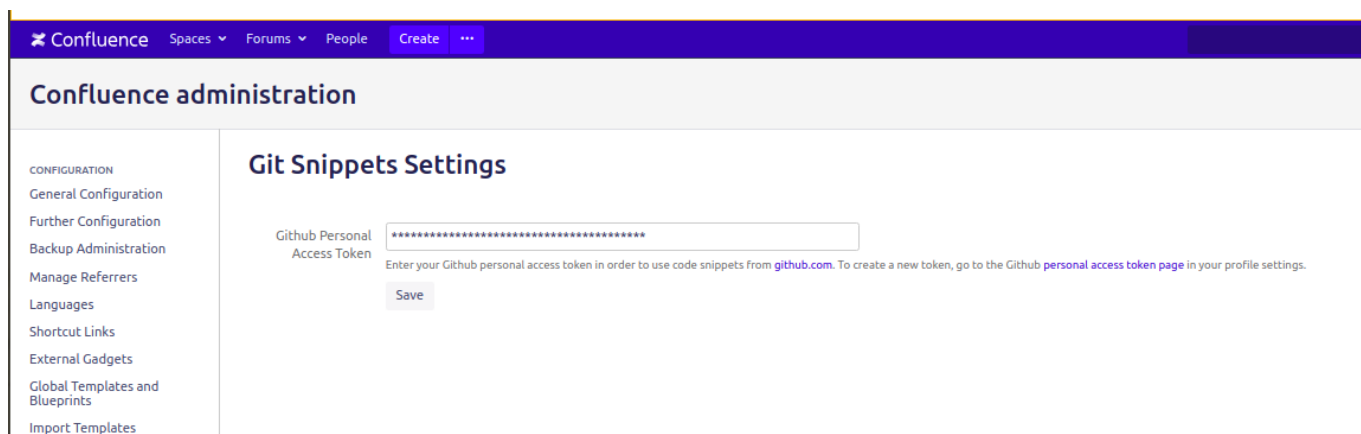 Confluence Spaces Forums People Create ···
Confluence administration
CONFIGURATION
General Configuration
Further Configuration
Backup Administration
Manage Referrers
Languages
Shortcut Links
External Gadgets
Global Templates and
Blueprints
Import Templates
Git Snippets Settings
Github Personal
Access Token
****************************************
Enter your Github personal access token in order to use code snippets from github.com. To create a new token, go to the Github personal access token page in your profile settings.
Save